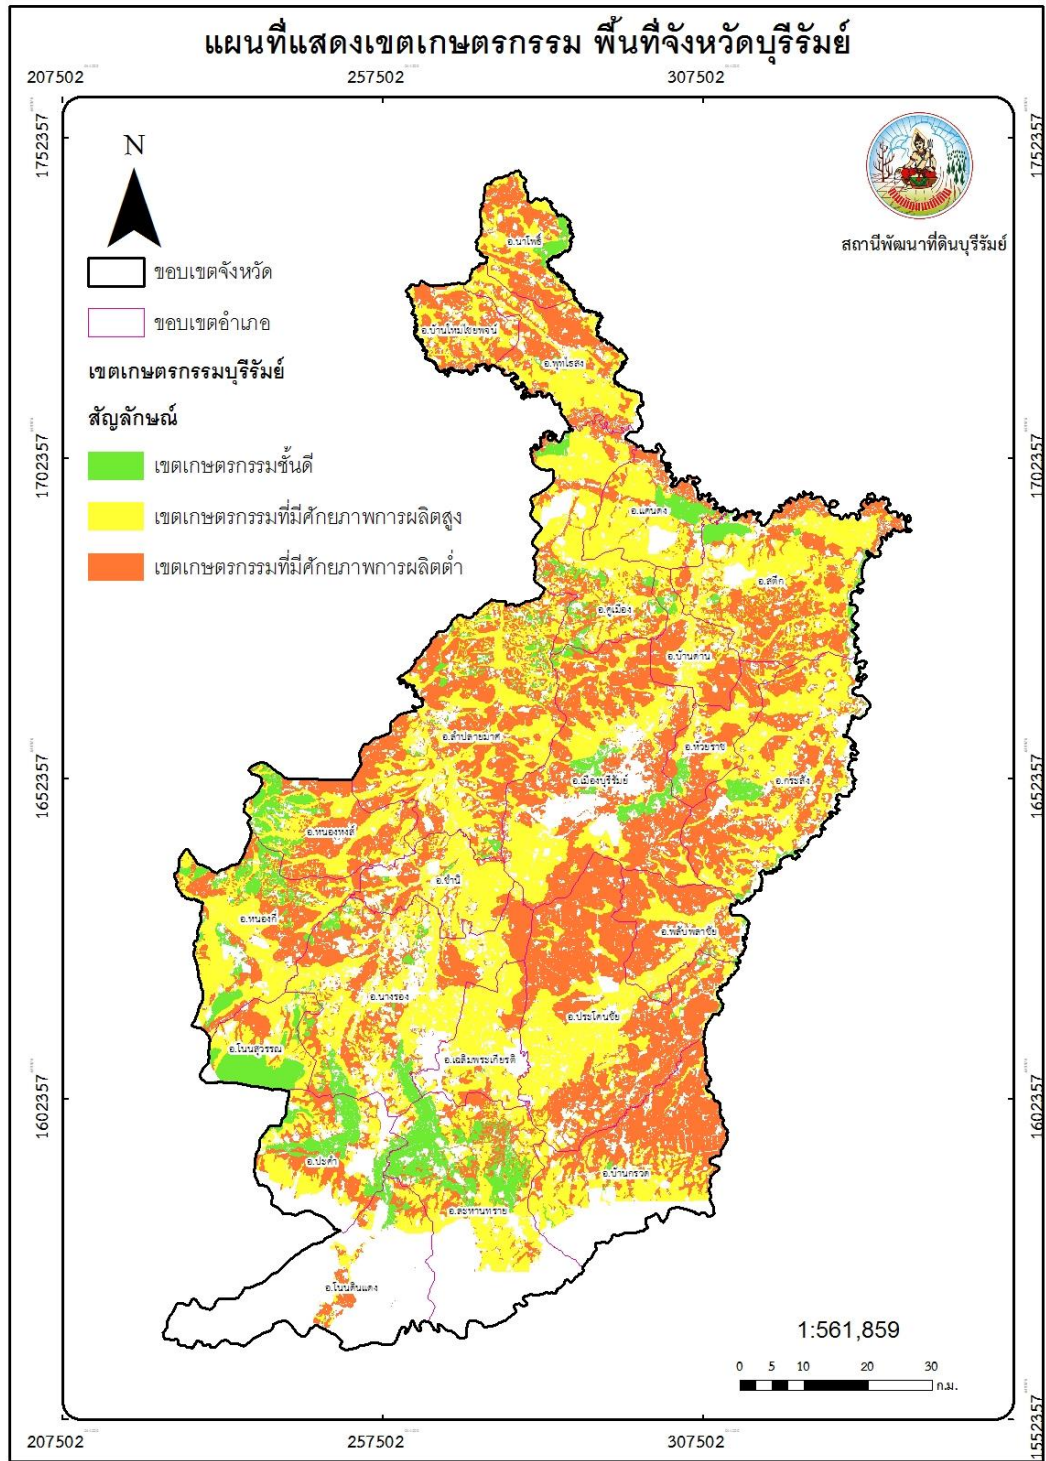 แผนที่แสดงเขตเกษตรกรรม พื้นที่จังหวัดบุรีรัมย์
207502 257502 307502
1752357 1752357
N
สถานีพัฒนาที่ดินบุรีรัมย์
ขอบเขตจังหวัด
ขอบเขตอำเภอ
เขตเกษตรกรรมบุรีรัมย์
สัญลักษณ์
เขตเกษตรกรรมชั้นดี
เขตเกษตรกรรมที่มีศักยภาพการผลิตสูง
เขตเกษตรกรรมที่มีศักยภาพการผลิตต่ำ
1702357 1702357
อ.นาโพธิ์
อ.บ้านใหม่ไชยพจน์
อ.พุทไธสง
อ.แคนดง
อ.สตึก
อ.คูเมือง
อ.บ้านด่าน
อ.ลำปลายมาศ
อ.ห้วยราช
อ.เมืองบุรีรัมย์
อ.กระสัง
1652357 1652357
อ.หนองหงส์
อ.ชำนิ
อ.หนองกี่
อ.พลับพลาชัย
อ.นางรอง
อ.ประโคนชัย
อ.โนนสุวรรณ
อ.เฉลิมพระเกียรติ
1602357 1602357
อ.ปะคำ
อ.บ้านกรวด
อ.ละหานทราย
อ.โนนดินแดง
1:561,859
0 5 10 20 30
ก.ม.
1552357
207502 257502 307502